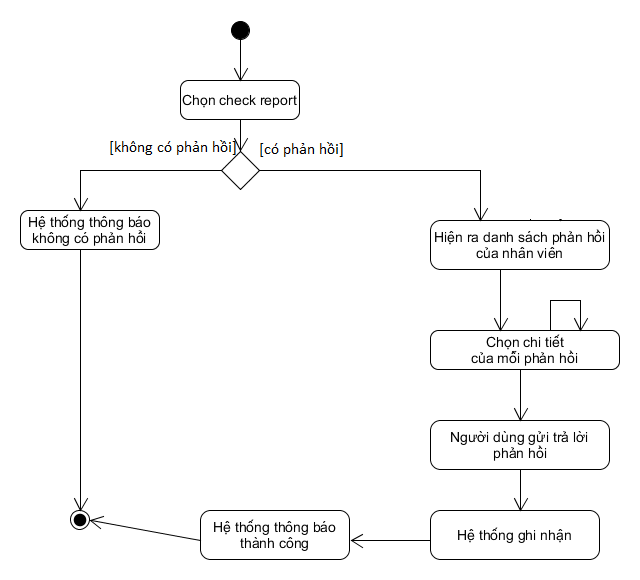 Chọn check report
[không có phản hồi]
[có phản hồi]
Hệ thống thông báo
không có phản hồi
Hiện ra danh sách phản hồi
của nhân viên
Chọn chi tiết
của mỗi phản hồi
Người dùng gửi trả lời
phản hồi
Hệ thống thông báo
thành công
Hệ thống ghi nhận